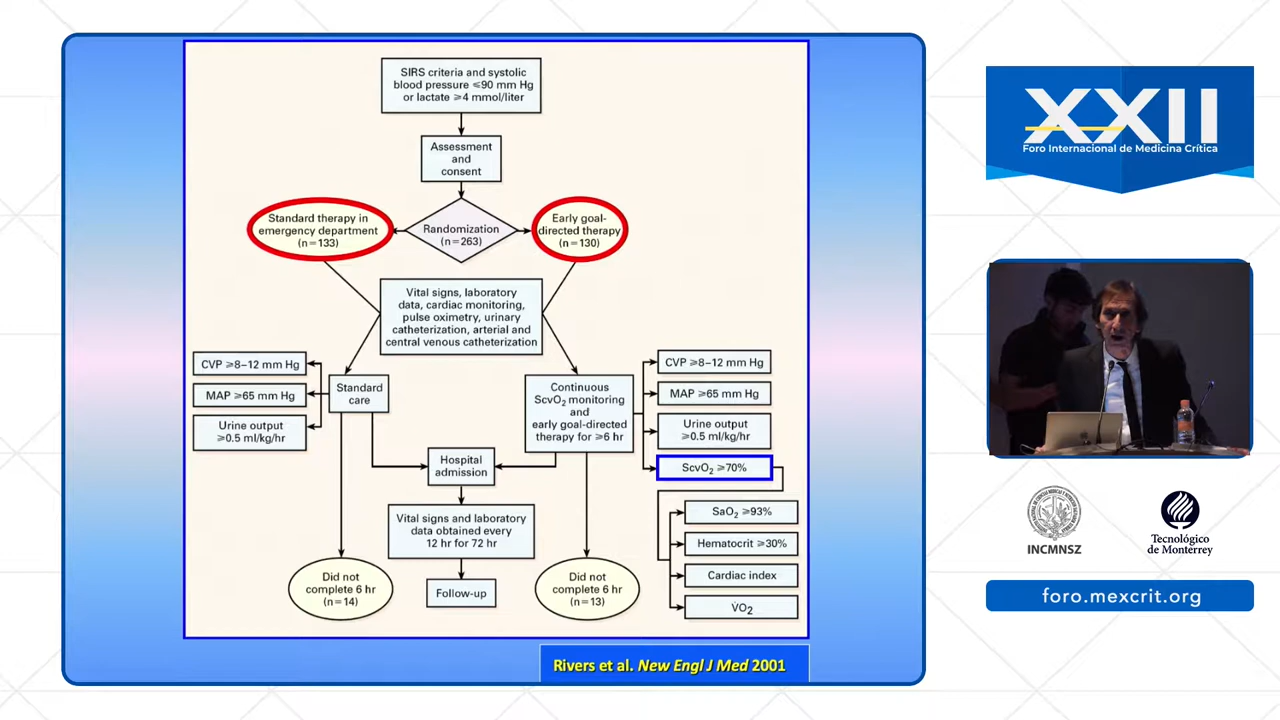 SIRS criteria and systolic
blood pressure ≤90 mm Hg
or lactate ≥4 mmol/liter
Assessment
and
consent
Standard therapy in
emergency department
(n=133)
Randomization
(n=263)
Early goal-
directed therapy
(n=130)
Vital signs, laboratory
data, cardiac monitoring,
pulse oximetry, urinary
catheterization, arterial and
central venous catheterization
CVP ≥8–12 mm Hg
MAP ≥65 mm Hg
Urine output
≥0.5 ml/kg/hr
Standard
care
Continuous
ScvO2 monitoring
and
early goal-directed
therapy for ≥6 hr
CVP ≥8–12 mm Hg
MAP ≥65 mm Hg
Urine output
≥0.5 ml/kg/hr
ScvO2 ≥70%
SaO2 ≥93%
Hematocrit ≥30%
Cardiac index
VO2
Hospital
admission
Vital signs and laboratory
data obtained every
12 hr for 72 hr
Follow-up
Did not
complete 6 hr
(n=14)
Did not
complete 6 hr
(n=13)
Rivers et al. New Engl J Med 2001
XXII
Foro Internacional de Medicina Crítica
INCMNSZ
Tecnológico
de Monterrey
foro.mexcrit.org